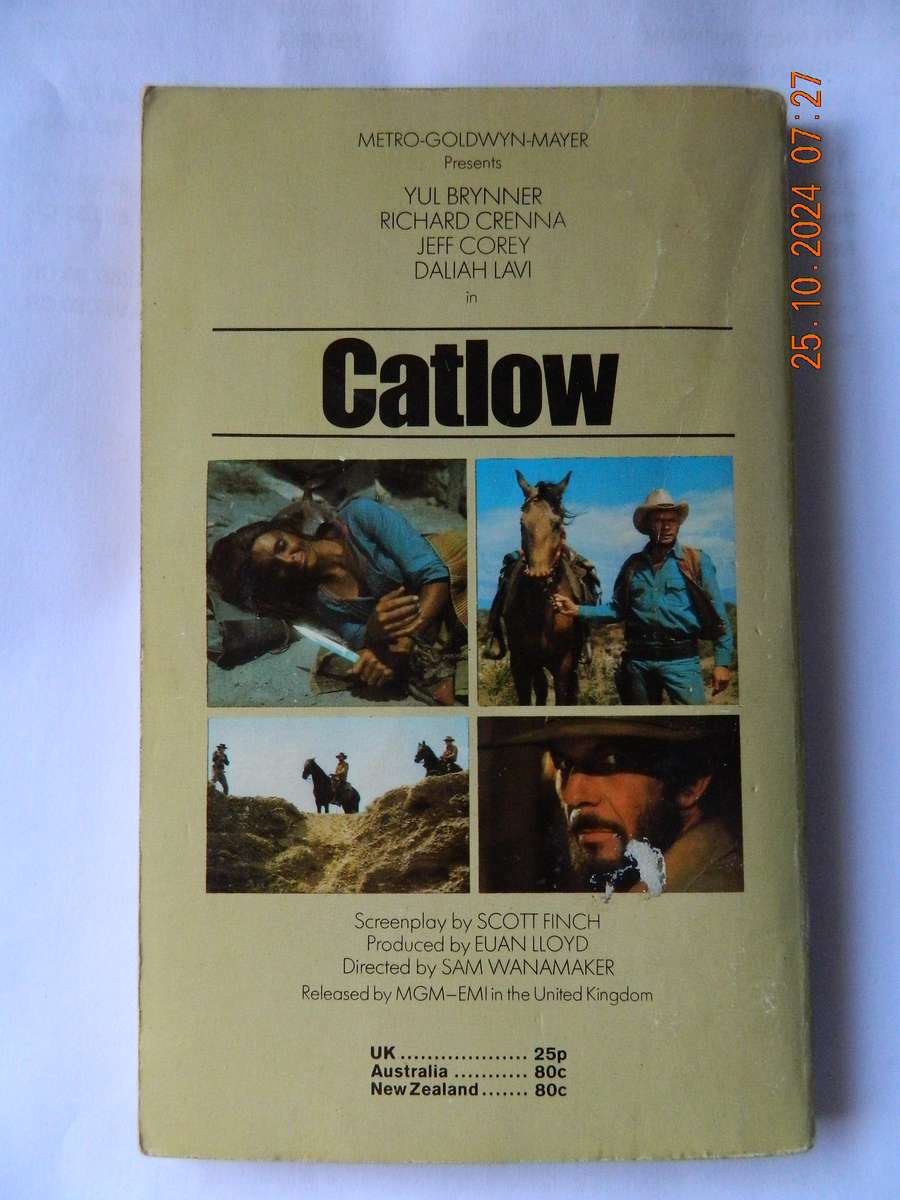 METRO-GOLDWYN-MAYER
Presents
YUL BRYNNER
RICHARD CRENNA
JEFF COREY
DALIAH LAVI
in
Catlow
Screenplay by SCOTT FINCH
Produced by EUAN LLOYD
Directed by SAM WANAMAKER
Released by MGM–EMI in the United Kingdom
UK ................... 25p
Australia ........... 80c
New Zealand ....... 80c
25.10.2024 07:27